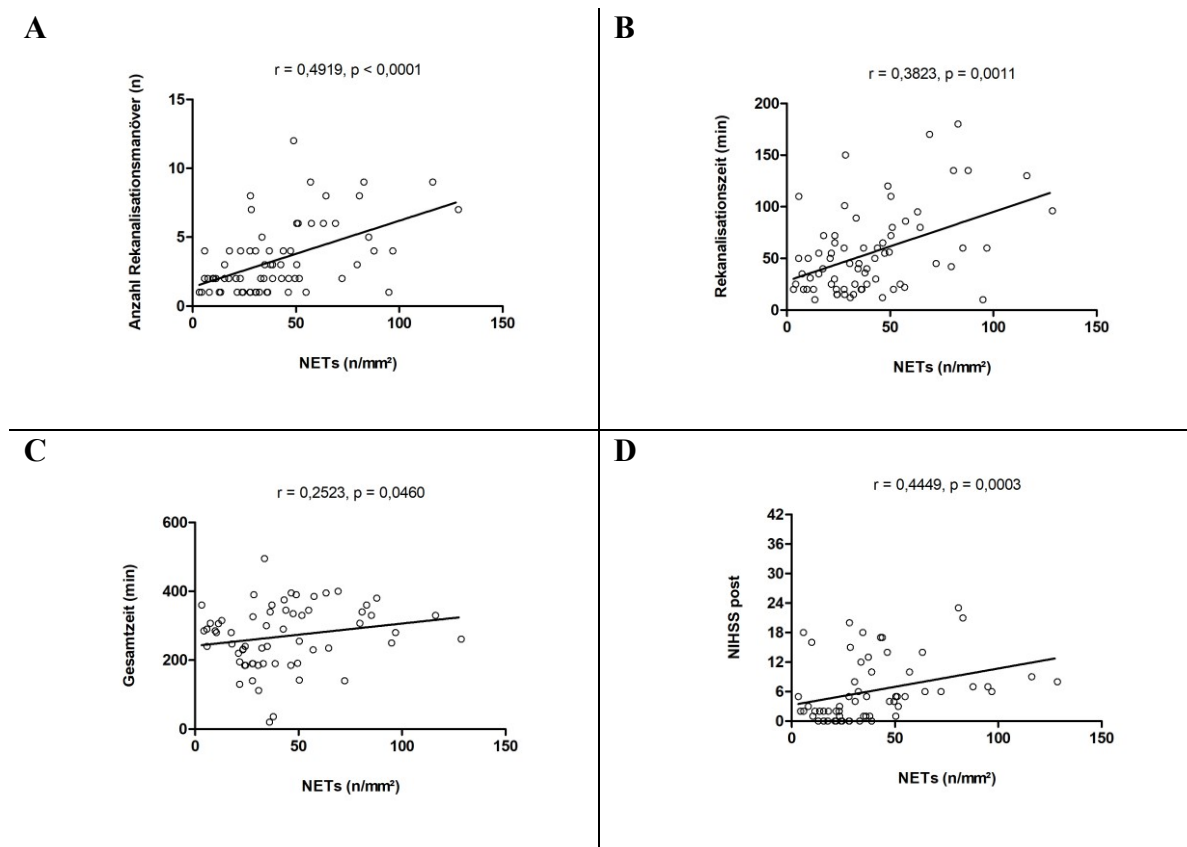 A
r = 0,4919, p < 0,0001
Anzahl Rekanalisationsmanöver (n)
15
10
5
0
0 50 100 150
NETs (n/mm²)
B
r = 0,3823, p = 0,0011
Rekanalisationszeit (min)
200
150
100
50
0
0 50 100 150
NETs (n/mm²)
C
r = 0,2523, p = 0,0460
Gesamtzeit (min)
600
400
200
0
0 50 100 150
NETs (n/mm²)
D
r = 0,4449, p = 0,0003
NIHSS post
42
36
30
24
18
12
6
0
0 50 100 150
NETs (n/mm²)